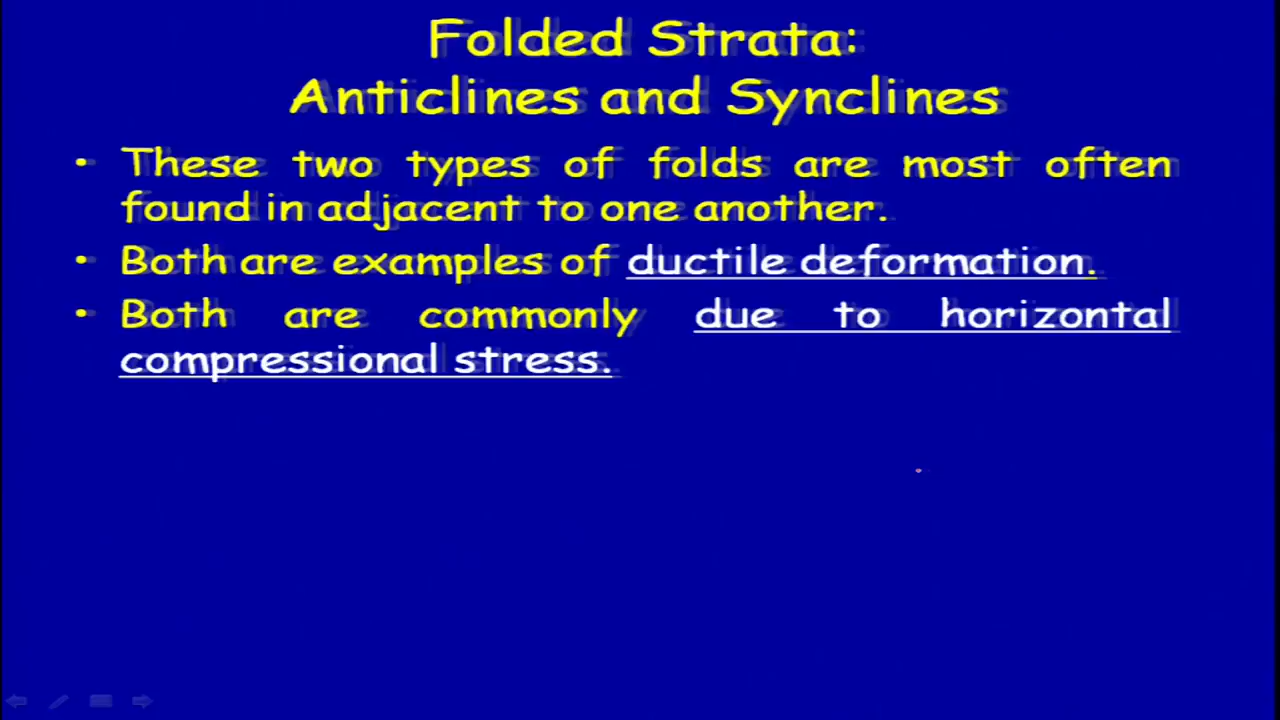 Folded Strata:
Anticlines and Synclines
• These two types of folds are most often
found in adjacent to one another.
• Both are examples of ductile deformation.
• Both are commonly due to horizontal
compressional stress.